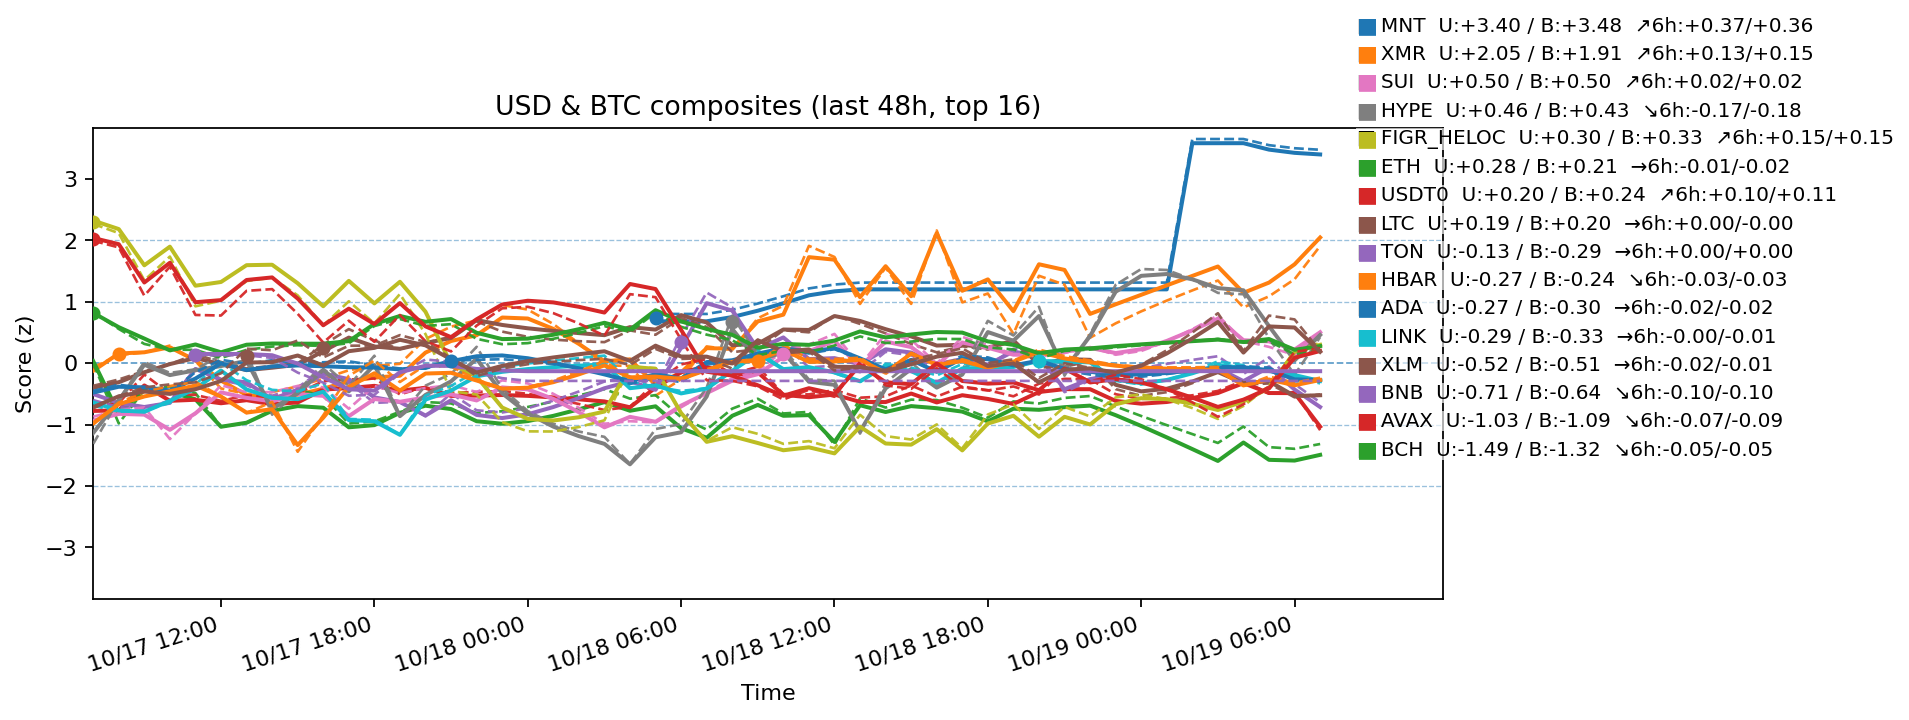 MNT  U:+3.40 / B:+3.48  ↗6h:+0.37/+0.36
XMR  U:+2.05 / B:+1.91  ↗6h:+0.13/+0.15
SUI  U:+0.50 / B:+0.50  ↗6h:+0.02/+0.02
HYPE  U:+0.46 / B:+0.43  ↘6h:-0.17/-0.18
FIGR_HELOC  U:+0.30 / B:+0.33  ↗6h:+0.15/+0.15
ETH  U:+0.28 / B:+0.21  →6h:-0.01/-0.02
USDT0  U:+0.20 / B:+0.24  ↗6h:+0.10/+0.11
LTC  U:+0.19 / B:+0.20  →6h:+0.00/-0.00
TON  U:-0.13 / B:-0.29  →6h:+0.00/+0.00
HBAR  U:-0.27 / B:-0.24  ↘6h:-0.03/-0.03
ADA  U:-0.27 / B:-0.30  →6h:-0.02/-0.02
LINK  U:-0.29 / B:-0.33  →6h:-0.00/-0.01
XLM  U:-0.52 / B:-0.51  →6h:-0.02/-0.01
BNB  U:-0.71 / B:-0.64  ↘6h:-0.10/-0.10
AVAX  U:-1.03 / B:-1.09  ↘6h:-0.07/-0.09
BCH  U:-1.49 / B:-1.32  ↘6h:-0.05/-0.05
USD & BTC composites (last 48h, top 16)
Score (z)
3
2
1
0
−1
−2
−3
10/17 12:00
10/17 18:00
10/18 00:00
10/18 06:00
10/18 12:00
10/18 18:00
10/19 00:00
10/19 06:00
Time